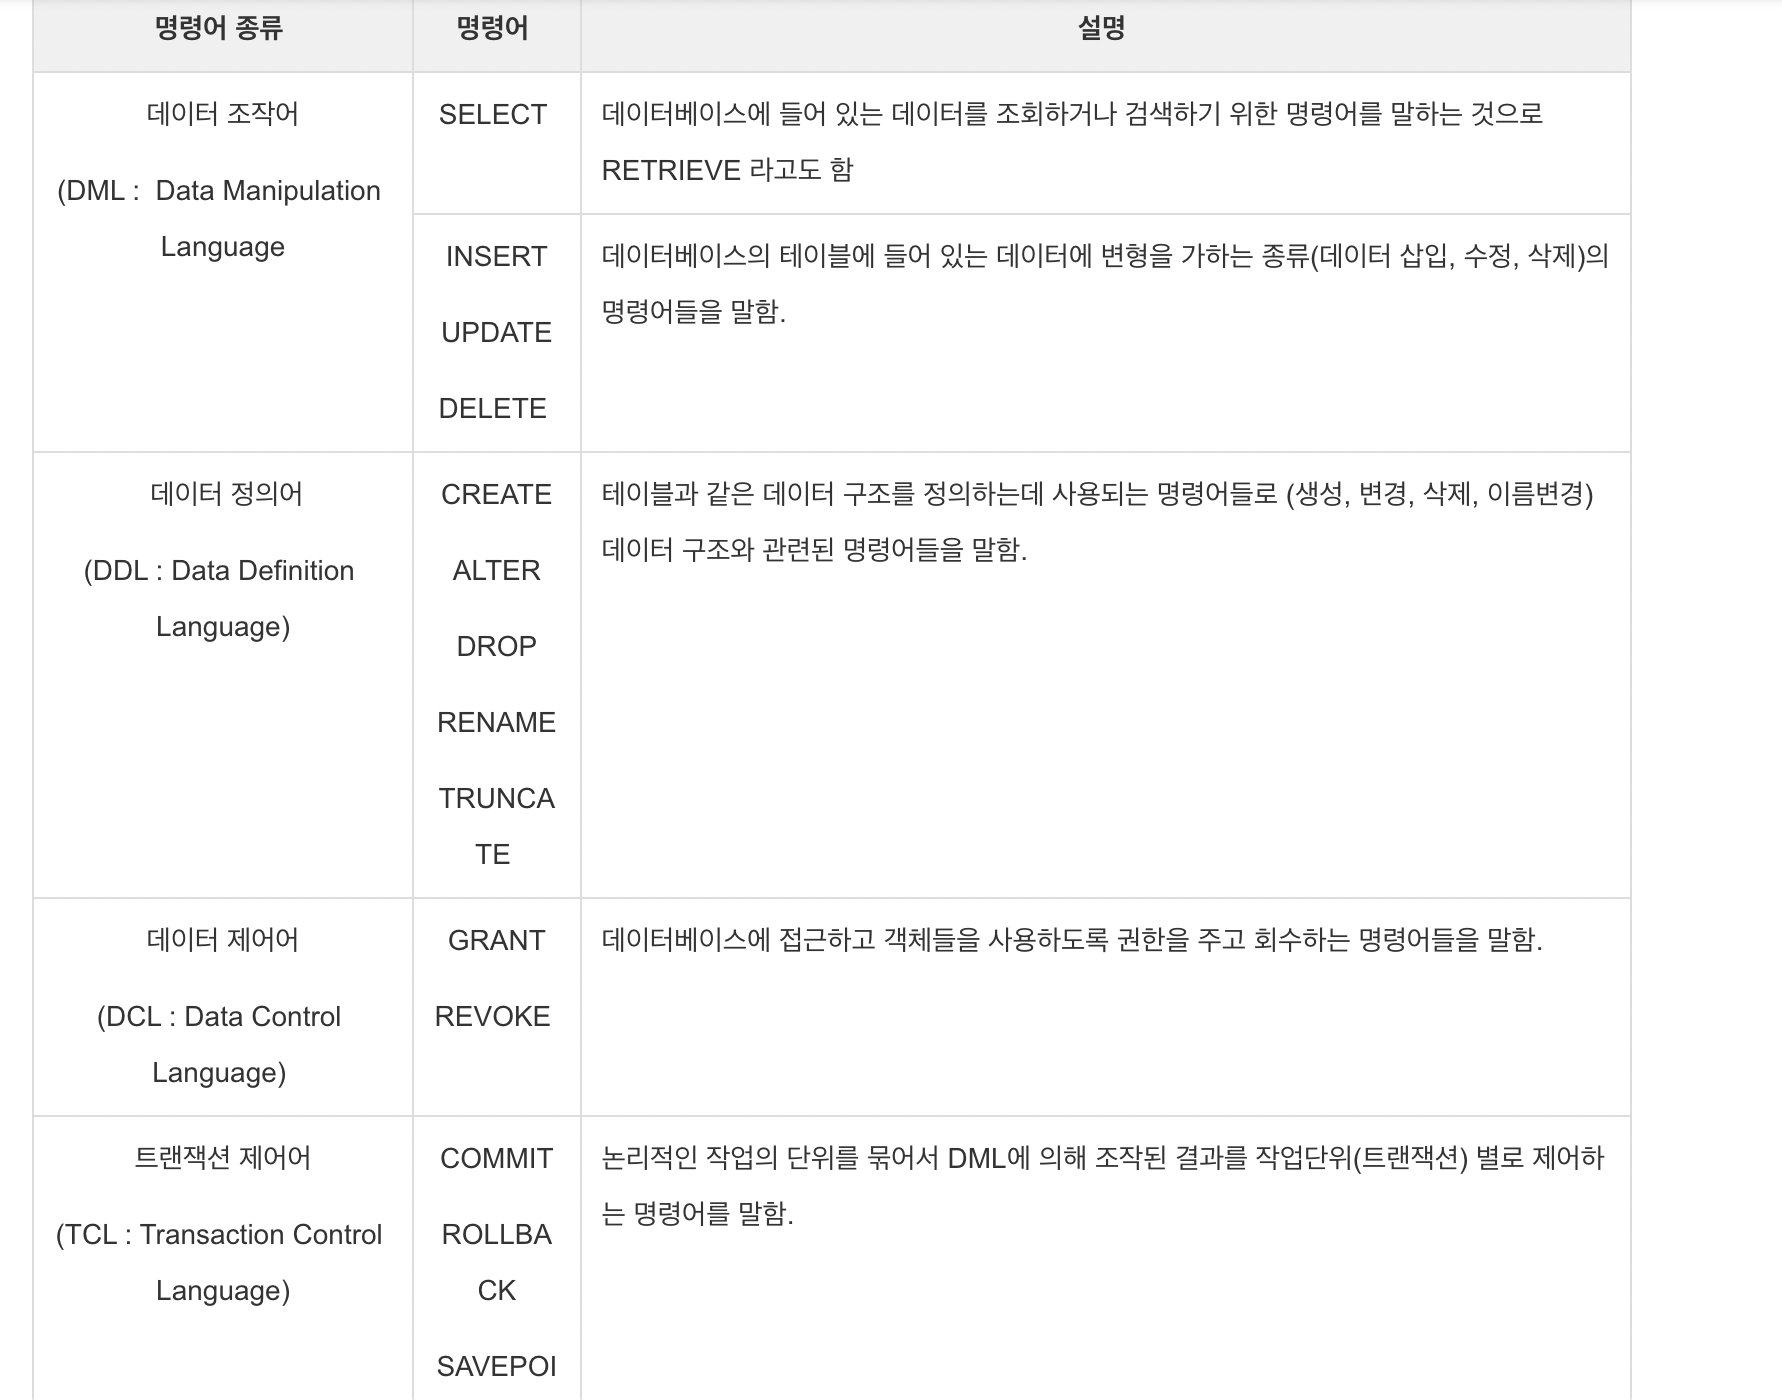 명령어 종류
명령어
설명
데이터 조작어
(DML :  Data Manipulation
Language
SELECT
데이터베이스에 들어 있는 데이터를 조회하거나 검색하기 위한 명령어를 말하는 것으로
RETRIEVE 라고도 함
INSERT
UPDATE
DELETE
데이터베이스의 테이블에 들어 있는 데이터에 변형을 가하는 종류(데이터 삽입, 수정, 삭제)의
명령어들을 말함.
데이터 정의어
(DDL : Data Definition
Language)
CREATE
ALTER
DROP
RENAME
TRUNCA
TE
테이블과 같은 데이터 구조를 정의하는데 사용되는 명령어들로 (생성, 변경, 삭제, 이름변경)
데이터 구조와 관련된 명령어들을 말함.
데이터 제어어
(DCL : Data Control
Language)
GRANT
REVOKE
데이터베이스에 접근하고 객체들을 사용하도록 권한을 주고 회수하는 명령어들을 말함.
트랜잭션 제어어
(TCL : Transaction Control
Language)
COMMIT
ROLLBA
CK
SAVEPOI
논리적인 작업의 단위를 묶어서 DML에 의해 조작된 결과를 작업단위(트랜잭션) 별로 제어하
는 명령어를 말함.